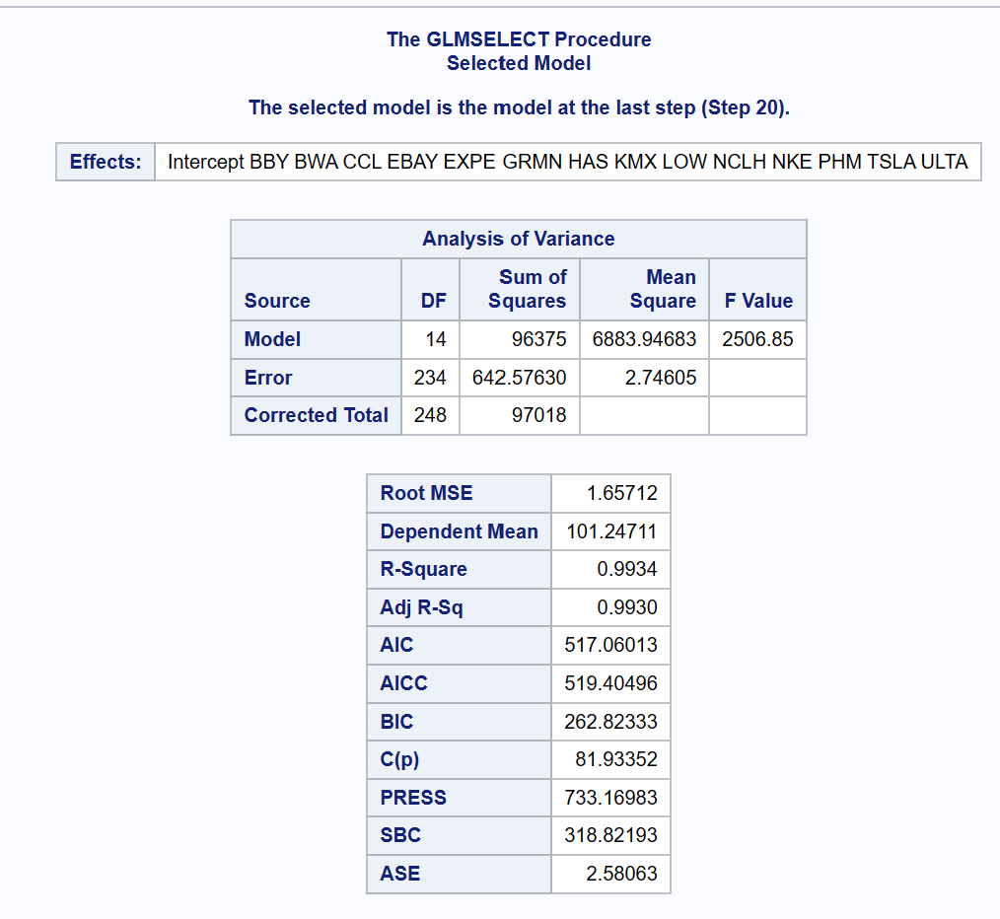 The GLMSELECT Procedure
Selected Model
The selected model is the model at the last step (Step 20).
Effects: Intercept BBY BWA CCL EBAY EXPE GRMN HAS KMX LOW NCLH NKE PHM TSLA ULTA
Analysis of Variance
Source DF Sum of Squares Mean Square F Value
Model 14 96375 6883.94683 2506.85
Error 234 642.57630 2.74605
Corrected Total 248 97018
Root MSE 1.65712
Dependent Mean 101.24711
R-Square 0.9934
Adj R-Sq 0.9930
AIC 517.06013
AICC 519.40496
BIC 262.82333
C(p) 81.93352
PRESS 733.16983
SBC 318.82193
ASE 2.58063